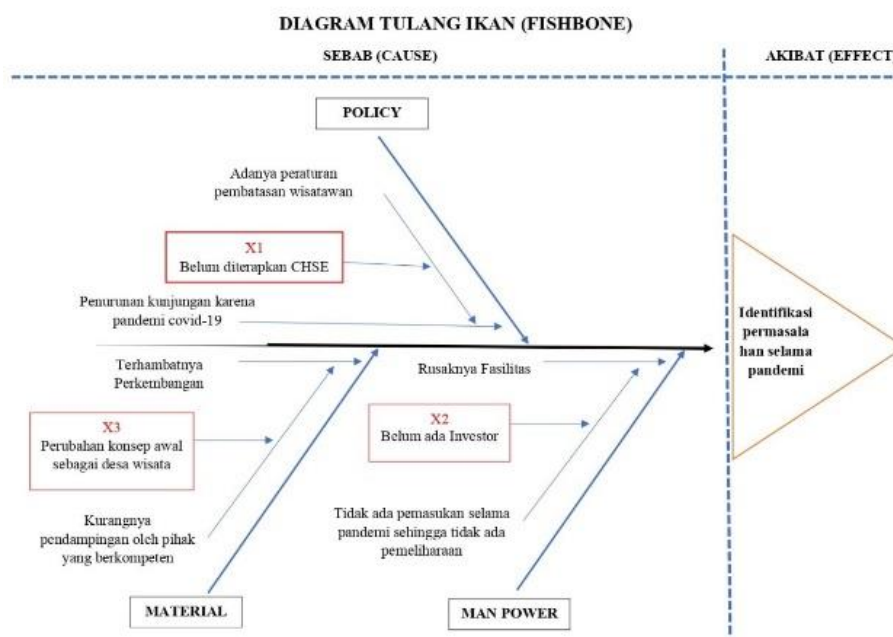 DIAGRAM TULANG IKAN (FISHBONE)
SEBAB (CAUSE)
AKIBAT (EFFECT
POLICY
Adanya peraturan
pembatasan wisatawan
X1
Belum diterapkan CHSE
Penurunan kunjungan karena
pandemi covid-19
Identifikasi
permasala
han selama
pandemi
Terhambatnya
Perkembangan
Rusaknya Fasilitas
X3
Perubahan konsep awal
sebagai desa wisata
X2
Belum ada Investor
Kurangnya
pendampingan oleh pihak
yang berkompeten
Tidak ada pemasukan selama
pandemi sehingga tidak ada
pemeliharaan
MATERIAL
MAN POWER